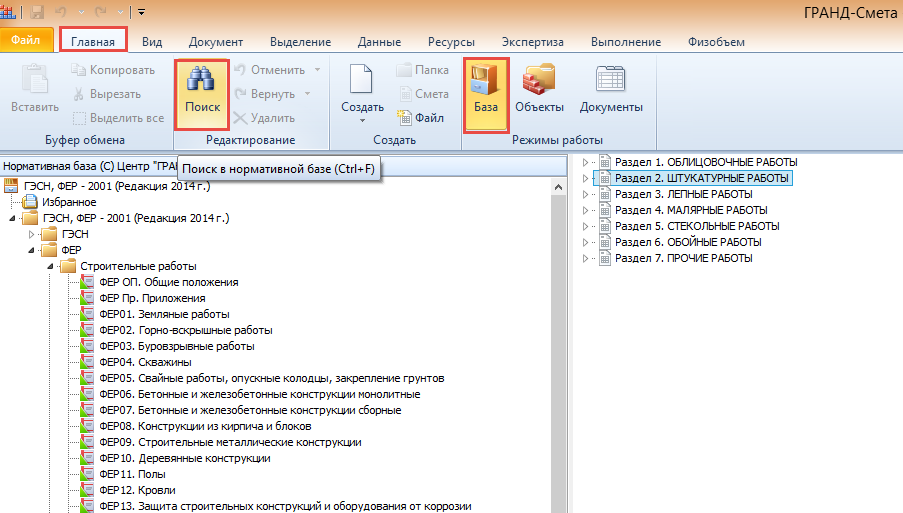 ГРАНД-Смета
Файл Главная Вид Документ Выделение Данные Ресурсы Экспертиза Выполнение Физобъем
Вставить
Копировать
Вырезать
Выделить все
Буфер обмена
Поиск
Отменить
Вернуть
Удалить
Редактирование
Создать
Папка
Смета
Файл
Создать
База
Объекты
Документы
Режимы работы
Нормативная база (C) Центр "ГРАН
Поиск в нормативной базе (Ctrl+F)
ГЭСН, ФЕР - 2001 (Редакция 2014 г.)
Избранное
ГЭСН, ФЕР - 2001 (Редакция 2014 г.)
ГЭСН
ФЕР
Строительные работы
ФЕР ОП. Общие положения
ФЕР Пр. Приложения
ФЕР01. Земляные работы
ФЕР02. Горно-вскрышные работы
ФЕР03. Буровзрывные работы
ФЕР04. Скважины
ФЕР05. Свайные работы, опускные колодцы, закрепление грунтов
ФЕР06. Бетонные и железобетонные конструкции монолитные
ФЕР07. Бетонные и железобетонные конструкции сборные
ФЕР08. Конструкции из кирпича и блоков
ФЕР09. Строительные металлические конструкции
ФЕР10. Деревянные конструкции
ФЕР11. Полы
ФЕР12. Кровли
ФЕР13. Защита строительных конструкций и оборудования от коррозии
Раздел 1. ОБЛИЦОВОЧНЫЕ РАБОТЫ
Раздел 2. ШТУКАТУРНЫЕ РАБОТЫ
Раздел 3. ЛЕПНЫЕ РАБОТЫ
Раздел 4. МАЛЯРНЫЕ РАБОТЫ
Раздел 5. СТЕКОЛЬНЫЕ РАБОТЫ
Раздел 6. ОБОЙНЫЕ РАБОТЫ
Раздел 7. ПРОЧИЕ РАБОТЫ